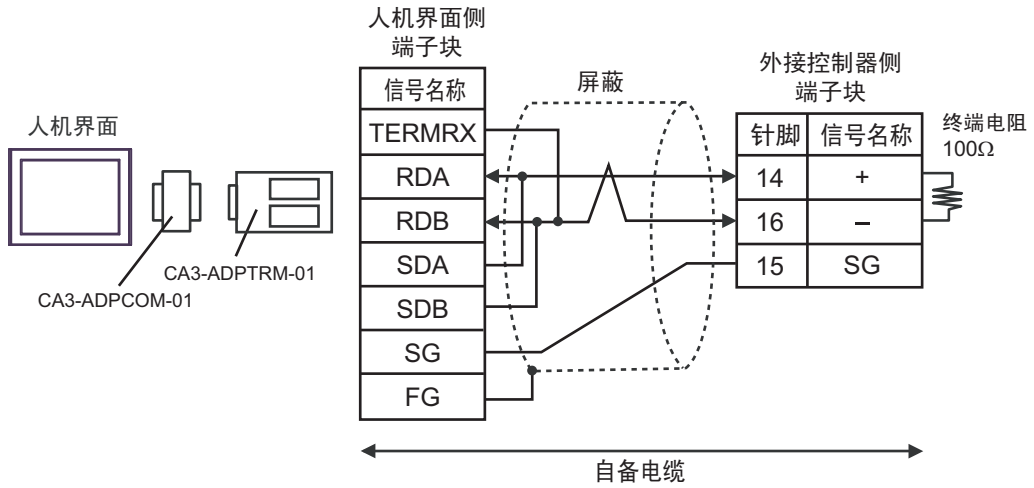 人机界面
CA3-ADPTRM-01
CA3-ADPCOM-01
人机界面侧
端子块
信号名称
TERMRX
RDA
RDB
SDA
SDB
SG
FG
屏蔽
外接控制器侧
端子块
针脚 信号名称
14 +
16 –
15 SG
终端电阻
100Ω
自备电缆